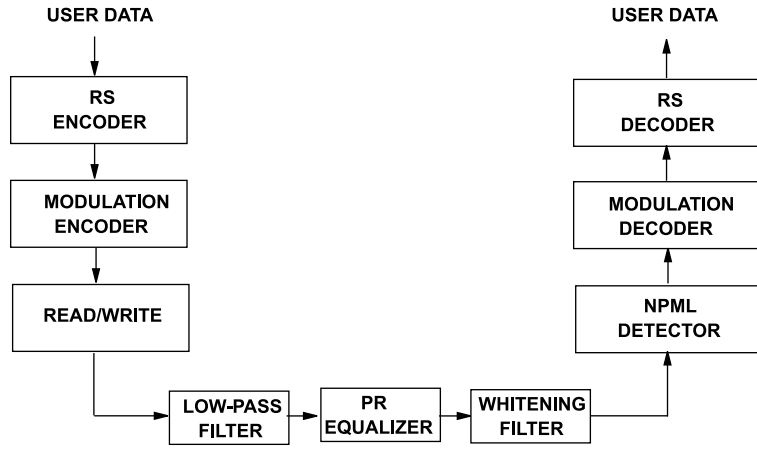 USER DATA
RS
ENCODER
MODULATION
ENCODER
READ/WRITE
LOW-PASS
FILTER
PR
EQUALIZER
WHITENING
FILTER
NPML
DETECTOR
MODULATION
DECODER
RS
DECODER
USER DATA